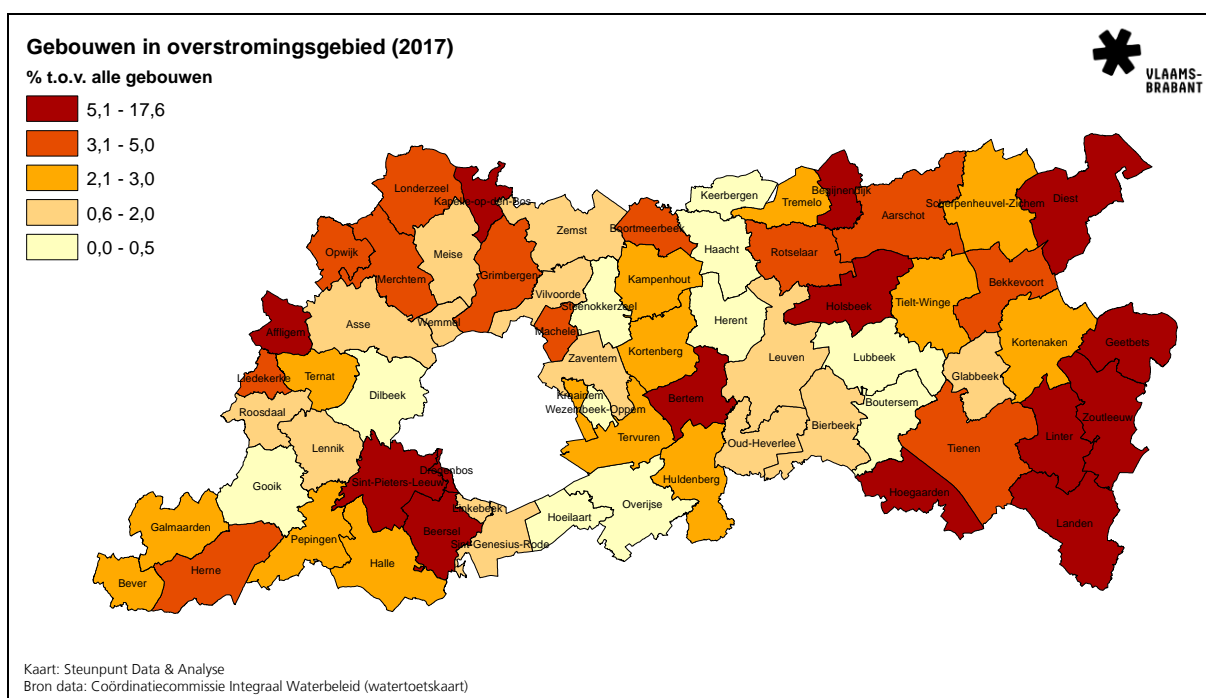 Gebouwen in overstromingsgebied (2017)
% t.o.v. alle gebouwen
5,1 - 17,6
3,1 - 5,0
2,1 - 3,0
0,6 - 2,0
0,0 - 0,5
VLAAMS-
BRABANT
Londerzeel
Kapelle-op-den-Bos
Keerbergen
Tremelo
Begijnendijk
Aarschot
Scherpenheuvel-Zichem
Diest
Zemst
Boortmeerbeek
Haacht
Rotselaar
Opwijk
Merchtem
Meise
Grimbergen
Kampenhout
Bekkevoort
Vilvoorde
Steenokkerzeel
Holsbeek
Tielt-Winge
Affligem
Asse
Wemmel
Machelen
Herent
Kortenaken
Geetbets
Zaventem
Kortenberg
Leuven
Lubbeek
Glabbeek
Liedekerke
Ternat
Dilbeek
Kraainem
Wezembeek-Oppem
Bertem
Boutersem
Roosdaal
Zoutleeuw
Lennik
Tervuren
Oud-Heverlee
Bierbeek
Tienen
Linter
Drogenbos
Sint-Pieters-Leeuw
Gooik
Huldenberg
Hoegaarden
Overijse
Linkebeek
Hoeilaart
Landen
Galmaarden
Pepingen
Beersel
Sint-Genesius-Rode
Bever
Herne
Halle
Kaart: Steunpunt Data & Analyse
Bron data: Coördinatiecommissie Integraal Waterbeleid (watertoetskaart)